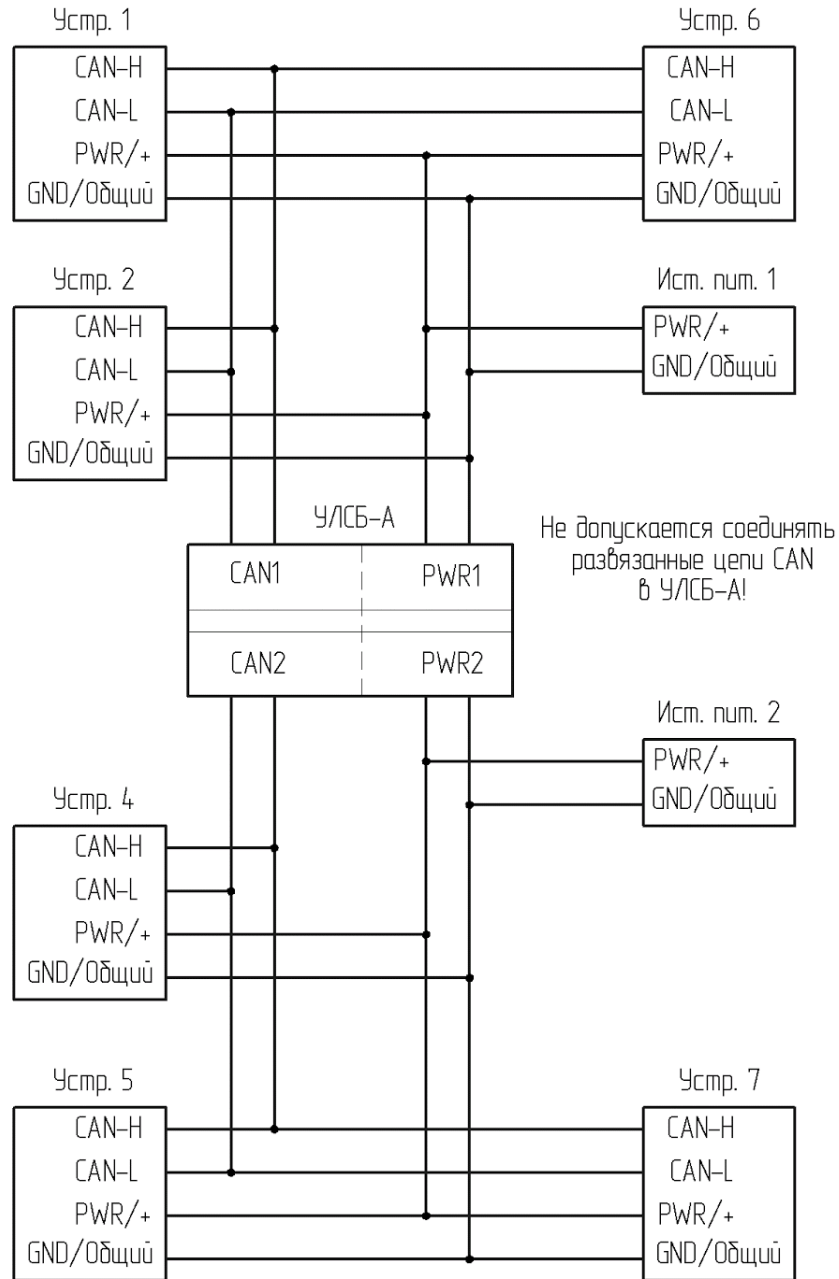 Устр. 1
CAN-H
CAN-L
PWR/+
GND/Общий
Устр. 6
CAN-H
CAN-L
PWR/+
GND/Общий
Устр. 2
CAN-H
CAN-L
PWR/+
GND/Общий
Ист. пит. 1
PWR/+
GND/Общий
УЛСБ-А
CAN1
PWR1
CAN2
PWR2
Не допускается соединять
развязанные цепи CAN
в УЛСБ-А!
Ист. пит. 2
PWR/+
GND/Общий
Устр. 4
CAN-H
CAN-L
PWR/+
GND/Общий
Устр. 5
CAN-H
CAN-L
PWR/+
GND/Общий
Устр. 7
CAN-H
CAN-L
PWR/+
GND/Общий